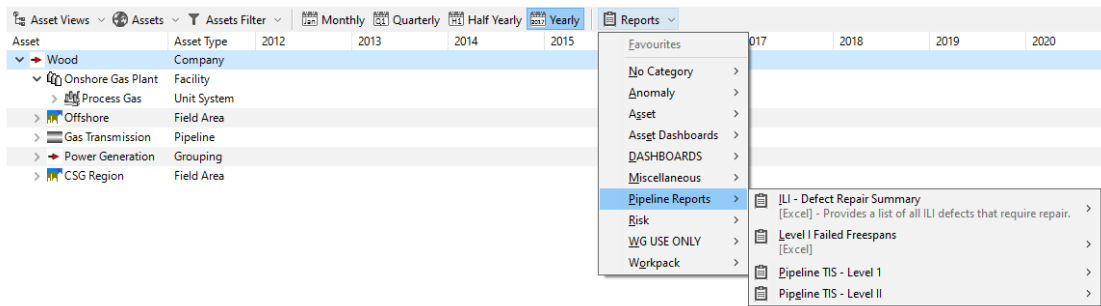 Asset Views Assets Assets Filter Monthly Quarterly Half Yearly Yearly Reports
Asset Asset Type 2012 2013 2014 2015 017 2018 2019 2020
Wood Company
Onshore Gas Plant Facility
Process Gas Unit System
Offshore Field Area
Gas Transmission Pipeline
Power Generation Grouping
CSG Region Field Area
Favourites
No Category
Anomaly
Asset
Asset Dashboards
DASHBOARDS
Miscellaneous
Pipeline Reports
Risk
WG USE ONLY
Workpack
ILI - Defect Repair Summary
[Excel] - Provides a list of all ILI defects that require repair.
Level I Failed Freespans
[Excel]
Pipeline TIS - Level 1
Pipeline TIS - Level II